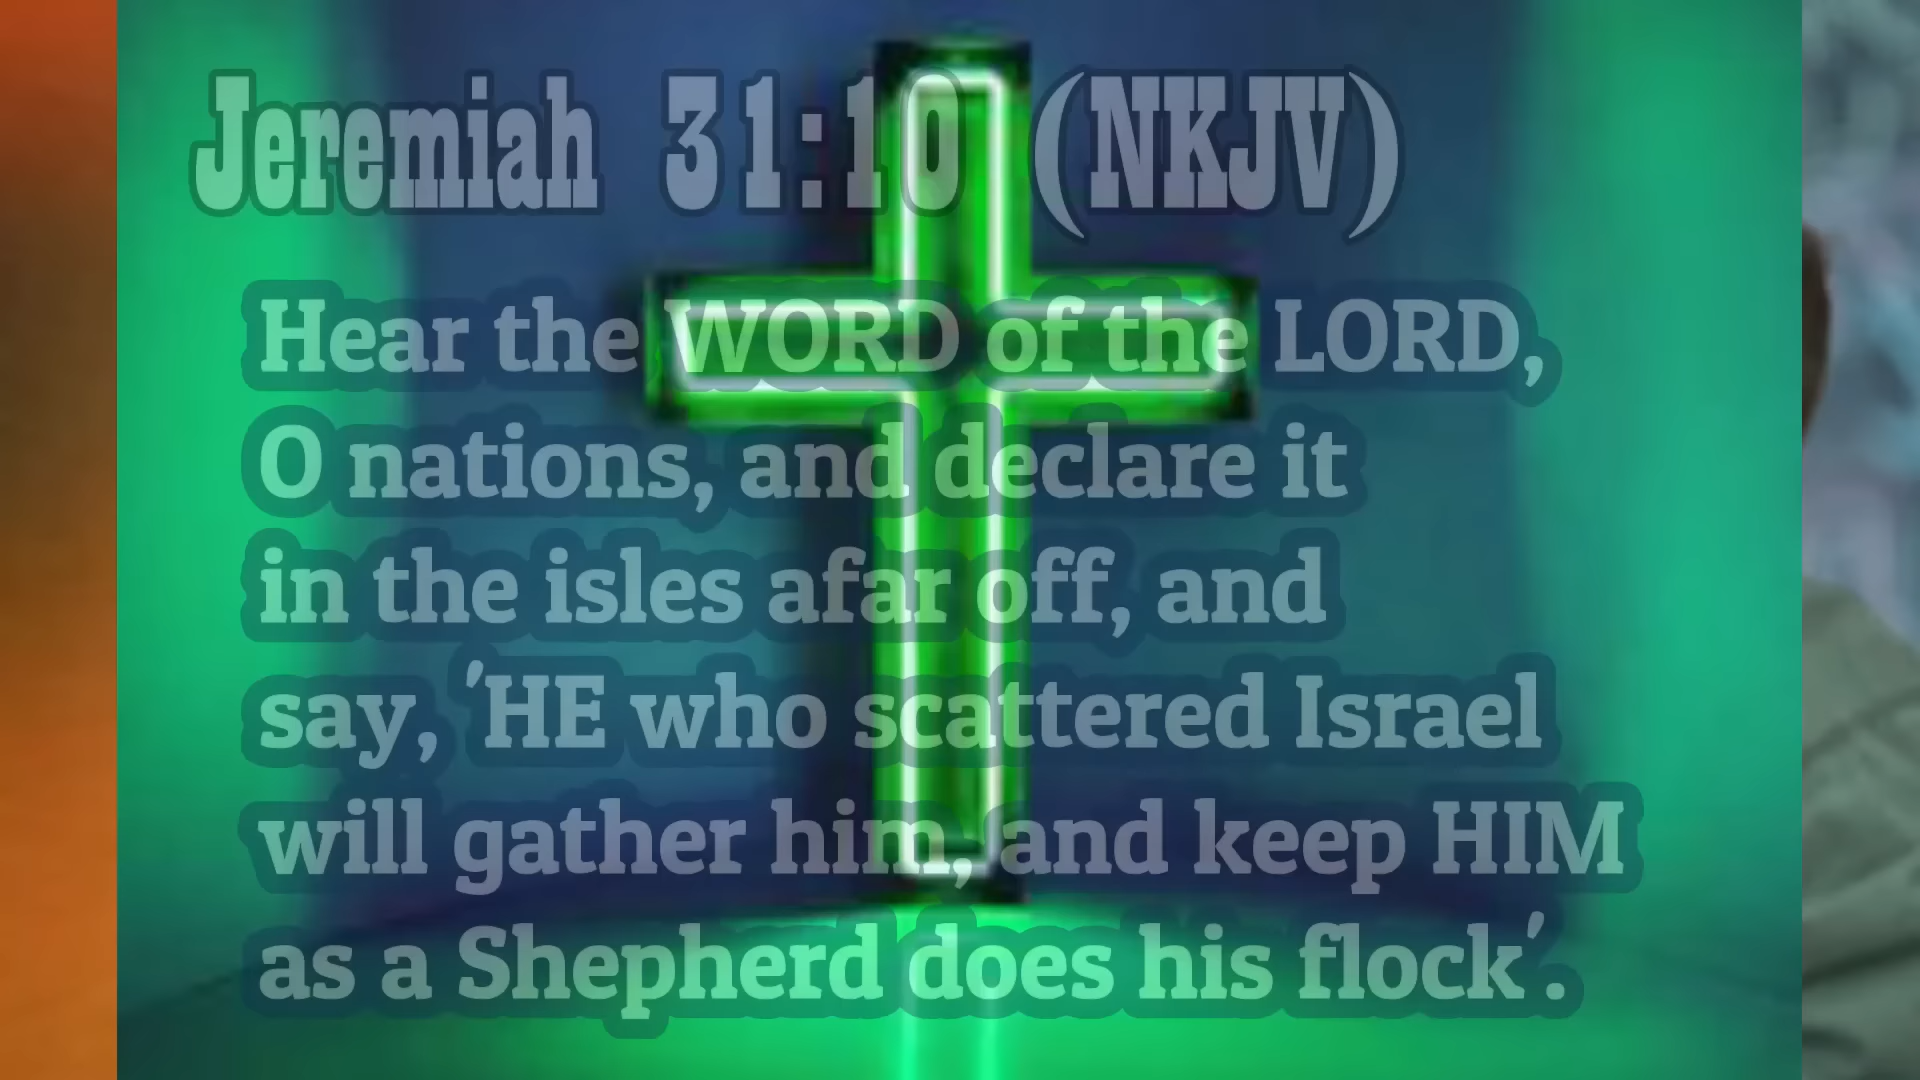 Jeremiah 31:10 (NKJV)
Hear the WORD of the LORD,
O nations, and declare it
in the isles afar off, and
say, 'HE who scattered Israel
will gather him, and keep HIM
as a Shepherd does his flock'.